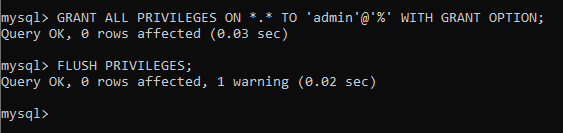 mysql> GRANT ALL PRIVILEGES ON *.* TO 'admin'@'%' WITH GRANT OPTION;
Query OK, 0 rows affected (0.03 sec)
mysql> FLUSH PRIVILEGES;
Query OK, 0 rows affected, 1 warning (0.02 sec)
mysql>